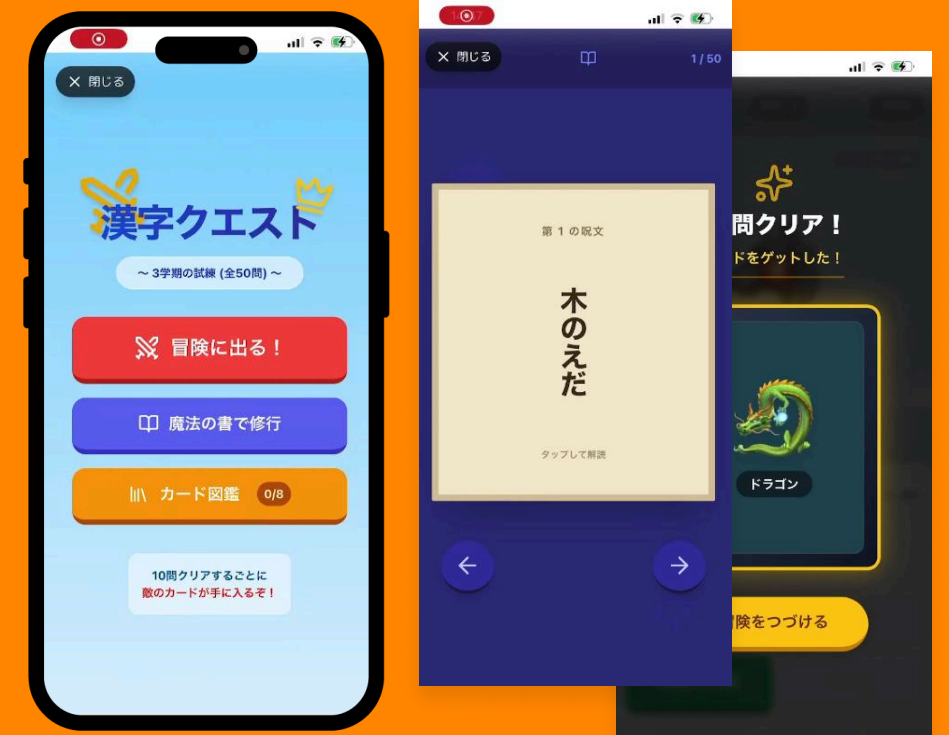 閉じる
漢字クエスト
〜 3学期の試練 (全50問) 〜
冒険に出る！
魔法の書で修行
カード図鑑 0/8
10問クリアするごとに
敵のカードが手に入るぞ！
閉じる
1 / 50
第 1 の呪文
木のえだ
タップして解読
問クリア！
ドをゲットした！
ドラゴン
険をつづける